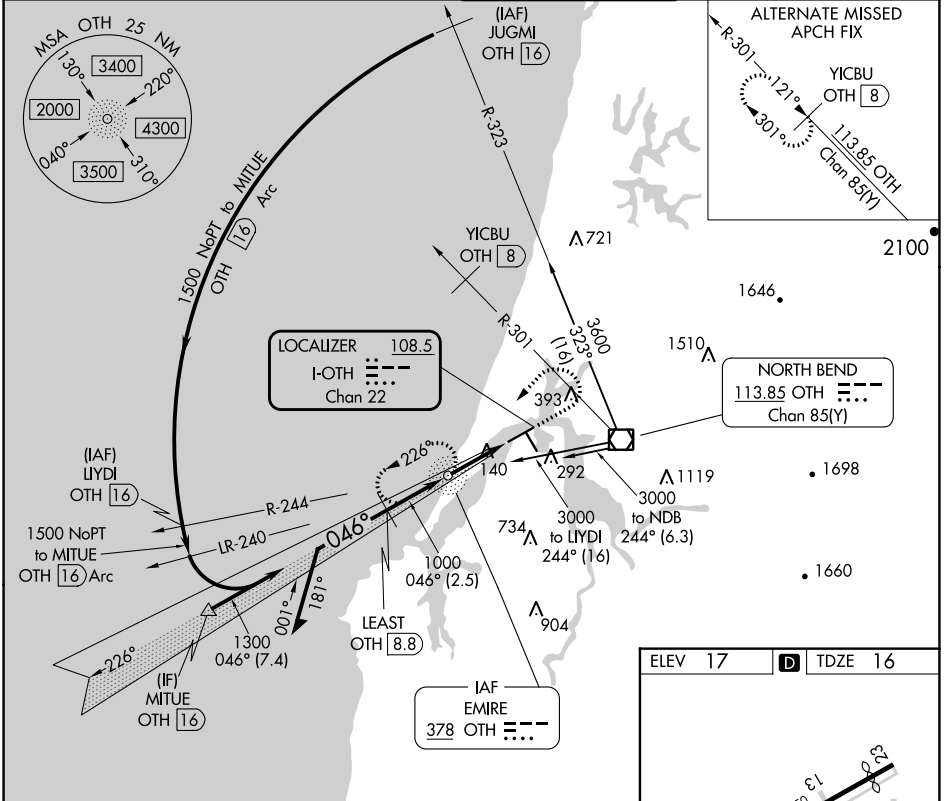 MSA OTH 25 NM
130°
3400
220°
2000
4300
040°
3500
310°
(IAF)
JUGMI
OTH 16
R-323
1500 NoPT to MITUE
OTH 16 Arc
ALTERNATE MISSED
APCH FIX
R-301
121°
301°
YICBU
OTH 8
113.85 OTH
Chan 85(Y)
YICBU
OTH 8
R-301
721
2100
1646
1510
3600
323°
(16)
LOCALIZER 108.5
I-OTH
Chan 22
393
NORTH BEND
113.85 OTH
Chan 85(Y)
(IAF)
LIYDI
OTH 16
R-244
LR-240
1500 NoPT
to MITUE
OTH 16 Arc
226°
046°
140
292
1119
1698
3000
to NDB
244° (6.3)
3000
to LIYDI
244° (16)
734
1000
046° (2.5)
1660
904
LEAST
OTH 8.8
001°
181°
1300
046° (7.4)
226°
(IF)
MITUE
OTH 16
IAF
EMIRE
378 OTH
ELEV 17
D
TDZE 16
23
13